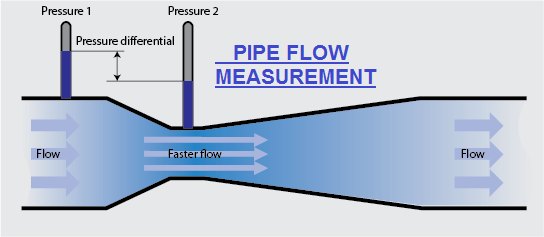 Pressure 1
Pressure 2
Pressure differential
PIPE FLOW
MEASUREMENT
Flow
Faster flow
Flow